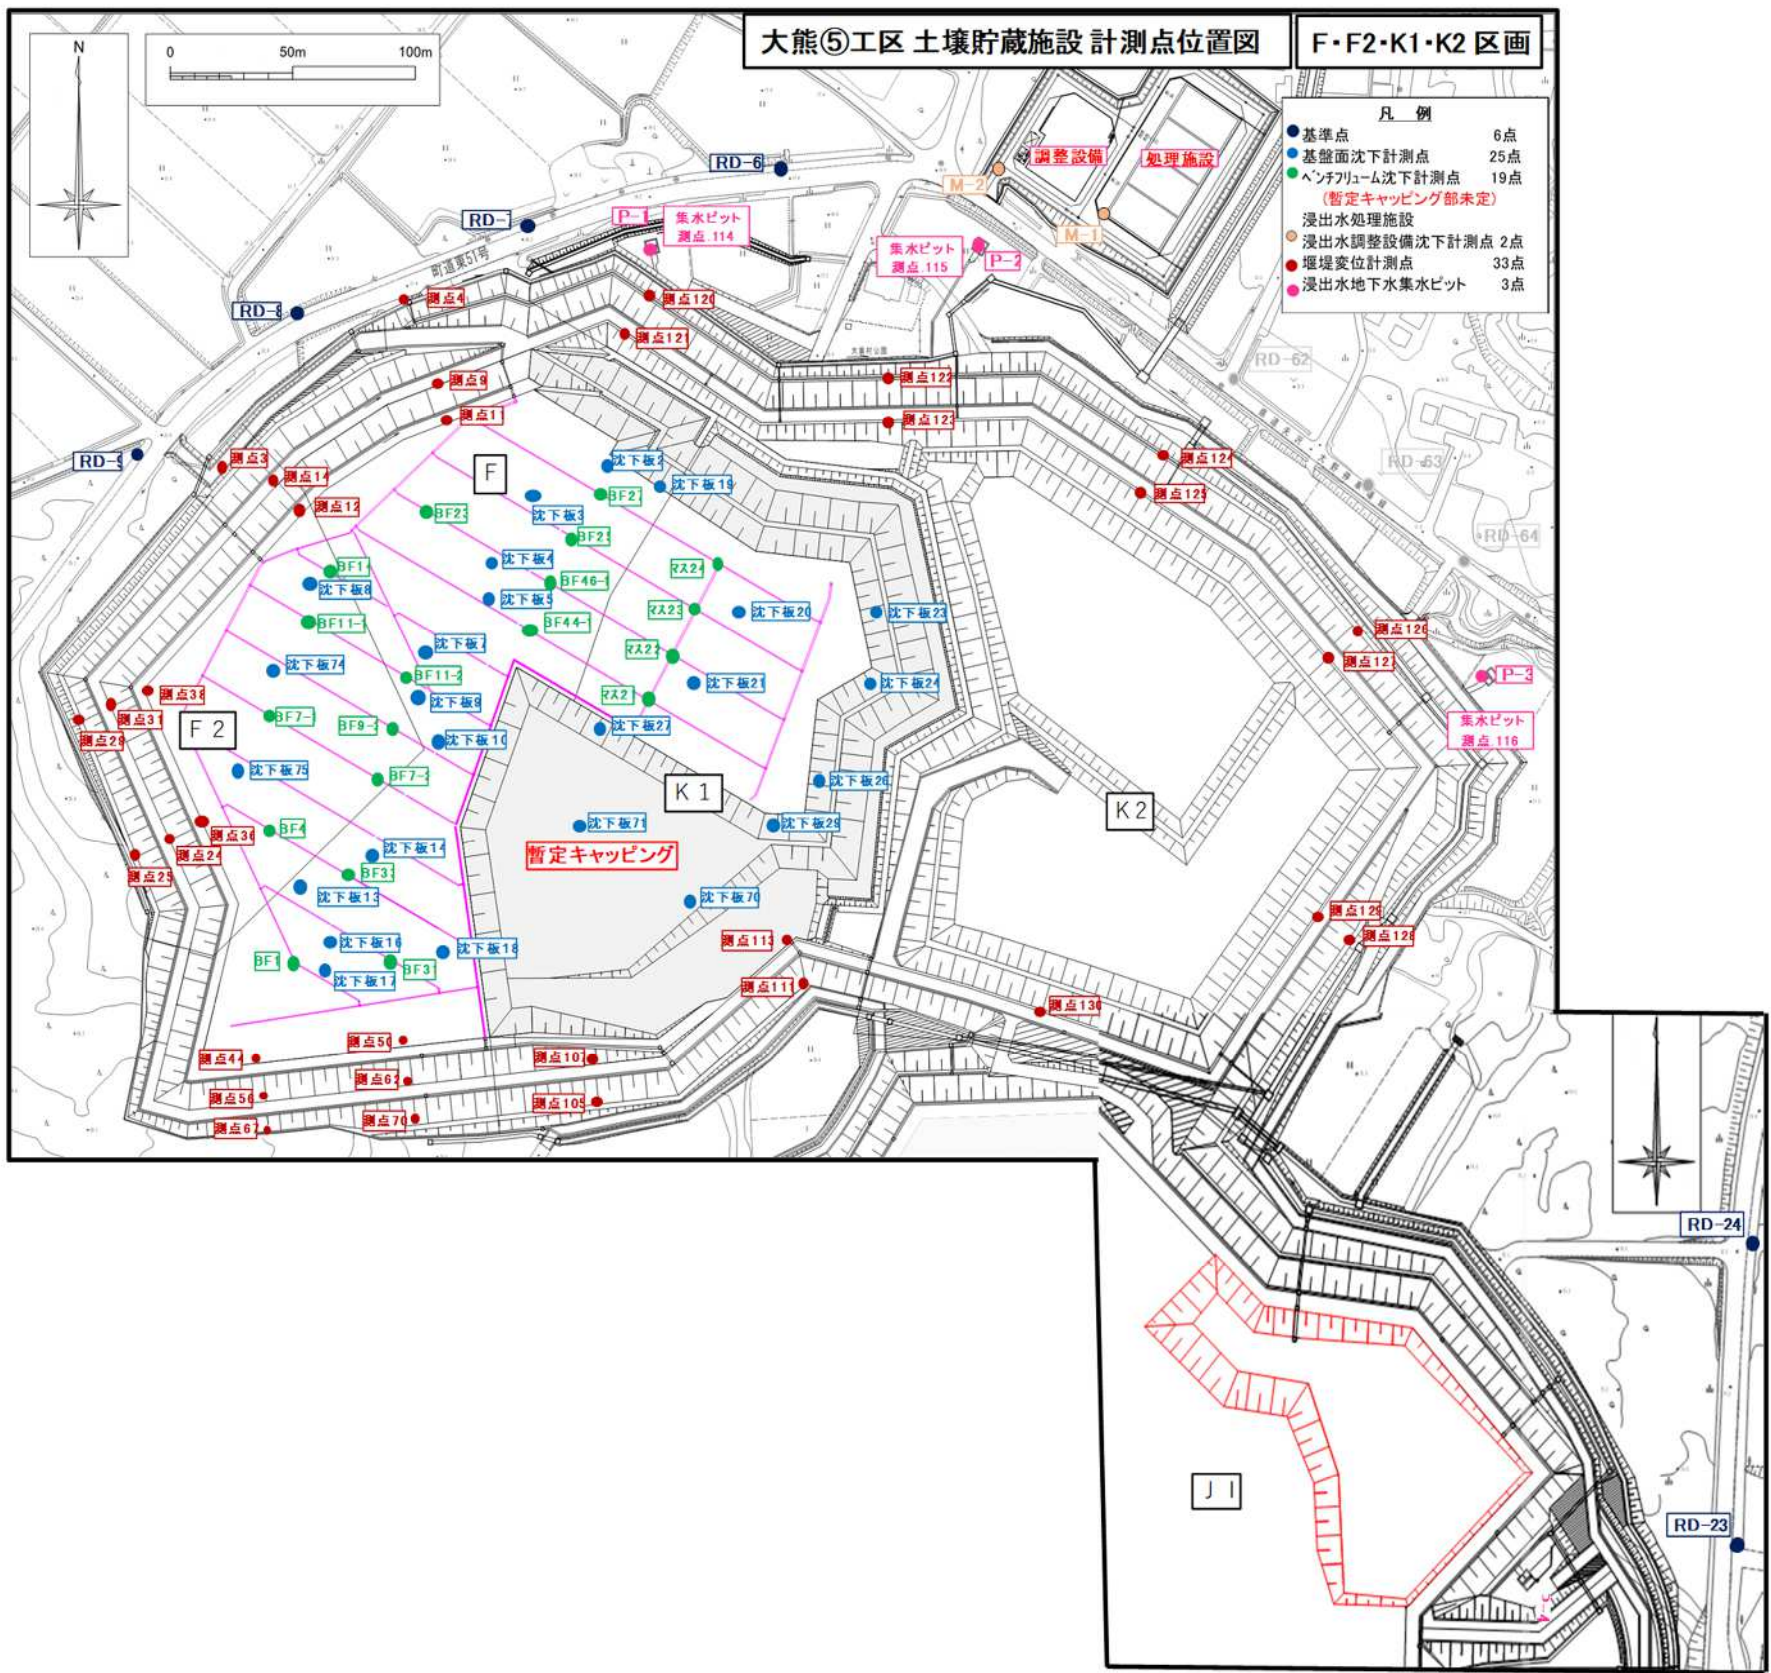 大熊⑤工区 土壌貯蔵施設 計測点位置図
F・F2・K1・K2 区画
N
0 50m 100m
凡 例
基準点 6点
基盤面沈下計測点 25点
ベンチフリューム沈下計測点 19点
(暫定キャッピング部未定)
浸出水処理施設
浸出水調整設備沈下計測点 2点
堰堤変位計測点 33点
浸出水地下水集水ピット 3点
調整設備
処理施設
RD-6
M-2
RD-7
P-1
集水ピット
測点.114
M-1
町道東51号
集水ピット
測点.115
P-2
RD-8
測点4
測点120
測点121
RD-62
測点9
測点122
測点11
測点123
RD-9
測点3
測点14
F
沈下板2
沈下板19
測点124
RD-63
測点12
BF23
沈下板3
BF27
測点125
BF25
RD-64
沈下板4
BF14
マス24
沈下板8
BF46-1
沈下板5
マス23
沈下板20
沈下板23
BF11-1
BF44-1
測点126
沈下板7
マス22
測点127
沈下板74
BF11-2
沈下板21
沈下板24
P-3
測点38
沈下板9
マス21
測点31
F2
BF7-1
BF9-2
沈下板27
集水ピット
測点.116
測点29
沈下板10
沈下板75
BF7-2
沈下板26
K1
K2
BF4
沈下板71
沈下板29
測点36
測点24
沈下板14
暫定キャッピング
測点25
BF33
沈下板13
沈下板70
測点129
沈下板16
測点113
測点128
沈下板18
BF1
BF31
沈下板17
測点111
測点130
測点50
測点44
測点107
測点62
測点56
測点105
測点70
測点67
RD-24
J1
RD-23